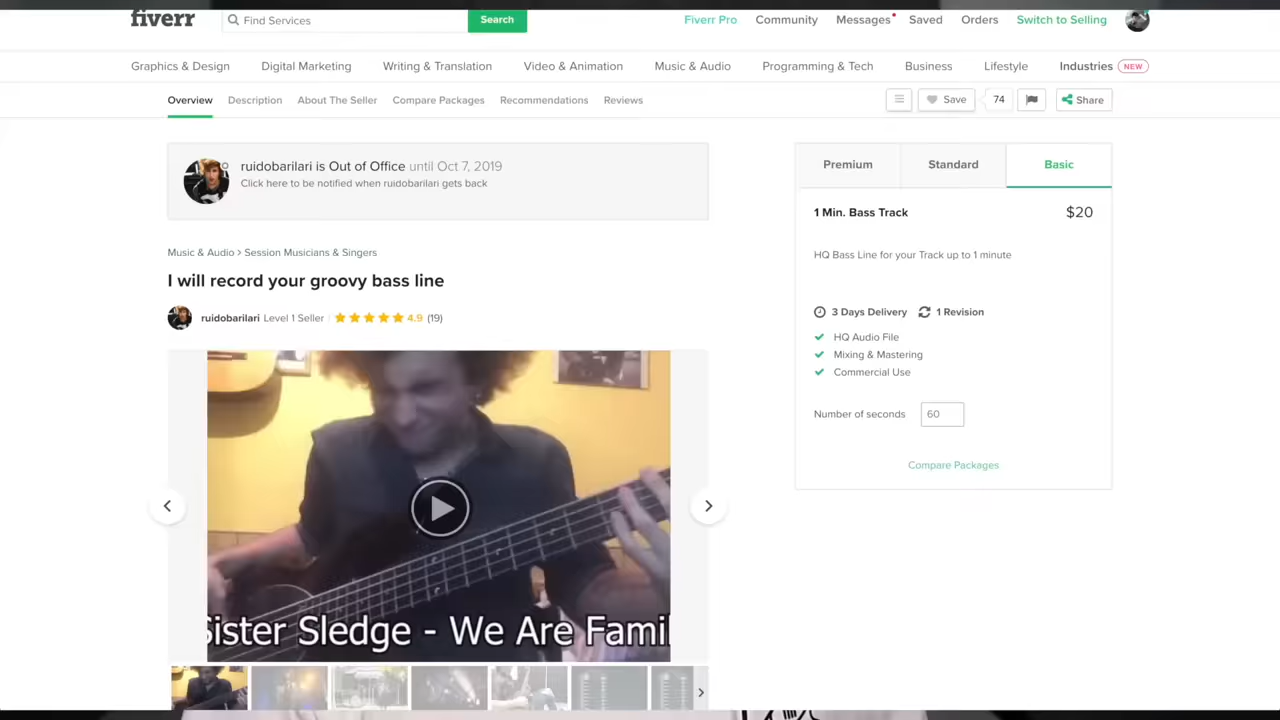 fiverr
Find Services
Search
Fiverr Pro
Community
Messages
Saved
Orders
Switch to Selling
Graphics & Design
Digital Marketing
Writing & Translation
Video & Animation
Music & Audio
Programming & Tech
Business
Lifestyle
Industries
NEW
Overview
Description
About The Seller
Compare Packages
Recommendations
Reviews
Save
74
Share
ruidobarilari is Out of Office until Oct 7, 2019
Click here to be notified when ruidobarilari gets back
Music & Audio > Session Musicians & Singers
I will record your groovy bass line
ruidobarilari Level 1 Seller
4.9 (19)
Sister Sledge - We Are Famil
Premium
Standard
Basic
1 Min. Bass Track
$20
HQ Bass Line for your Track up to 1 minute
3 Days Delivery
1 Revision
HQ Audio File
Mixing & Mastering
Commercial Use
Number of seconds
60
Compare Packages